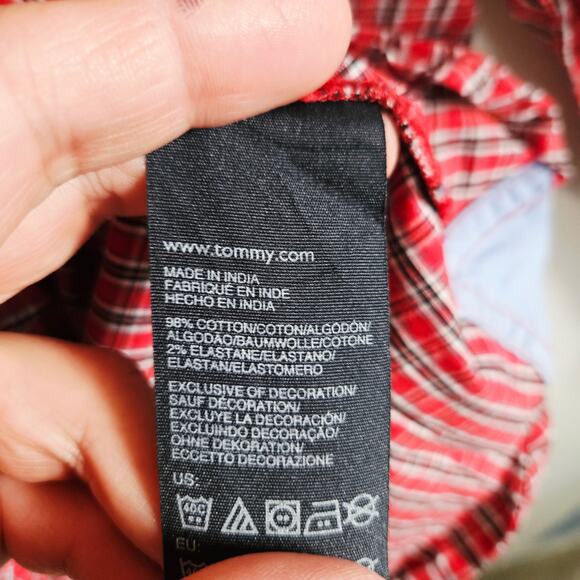 www.tommy.com
MADE IN INDIA
FABRIQUÉ EN INDE
HECHO EN INDIA
98% COTTON/COTON/ALGODÓN/
ALGODÃO/BAUMWOLLE/COTONE
2% ELASTANE/ELASTANO/
ELASTAN/ELASTOMERO
EXCLUSIVE OF DECORATION/
SAUF DÉCORATION/
EXCLUYE LA DECORACIÓN/
EXCLUINDO DECORAÇÃO/
OHNE DEKORATION/
ECCETTO DECORAZIONE
US:
40C
EU: